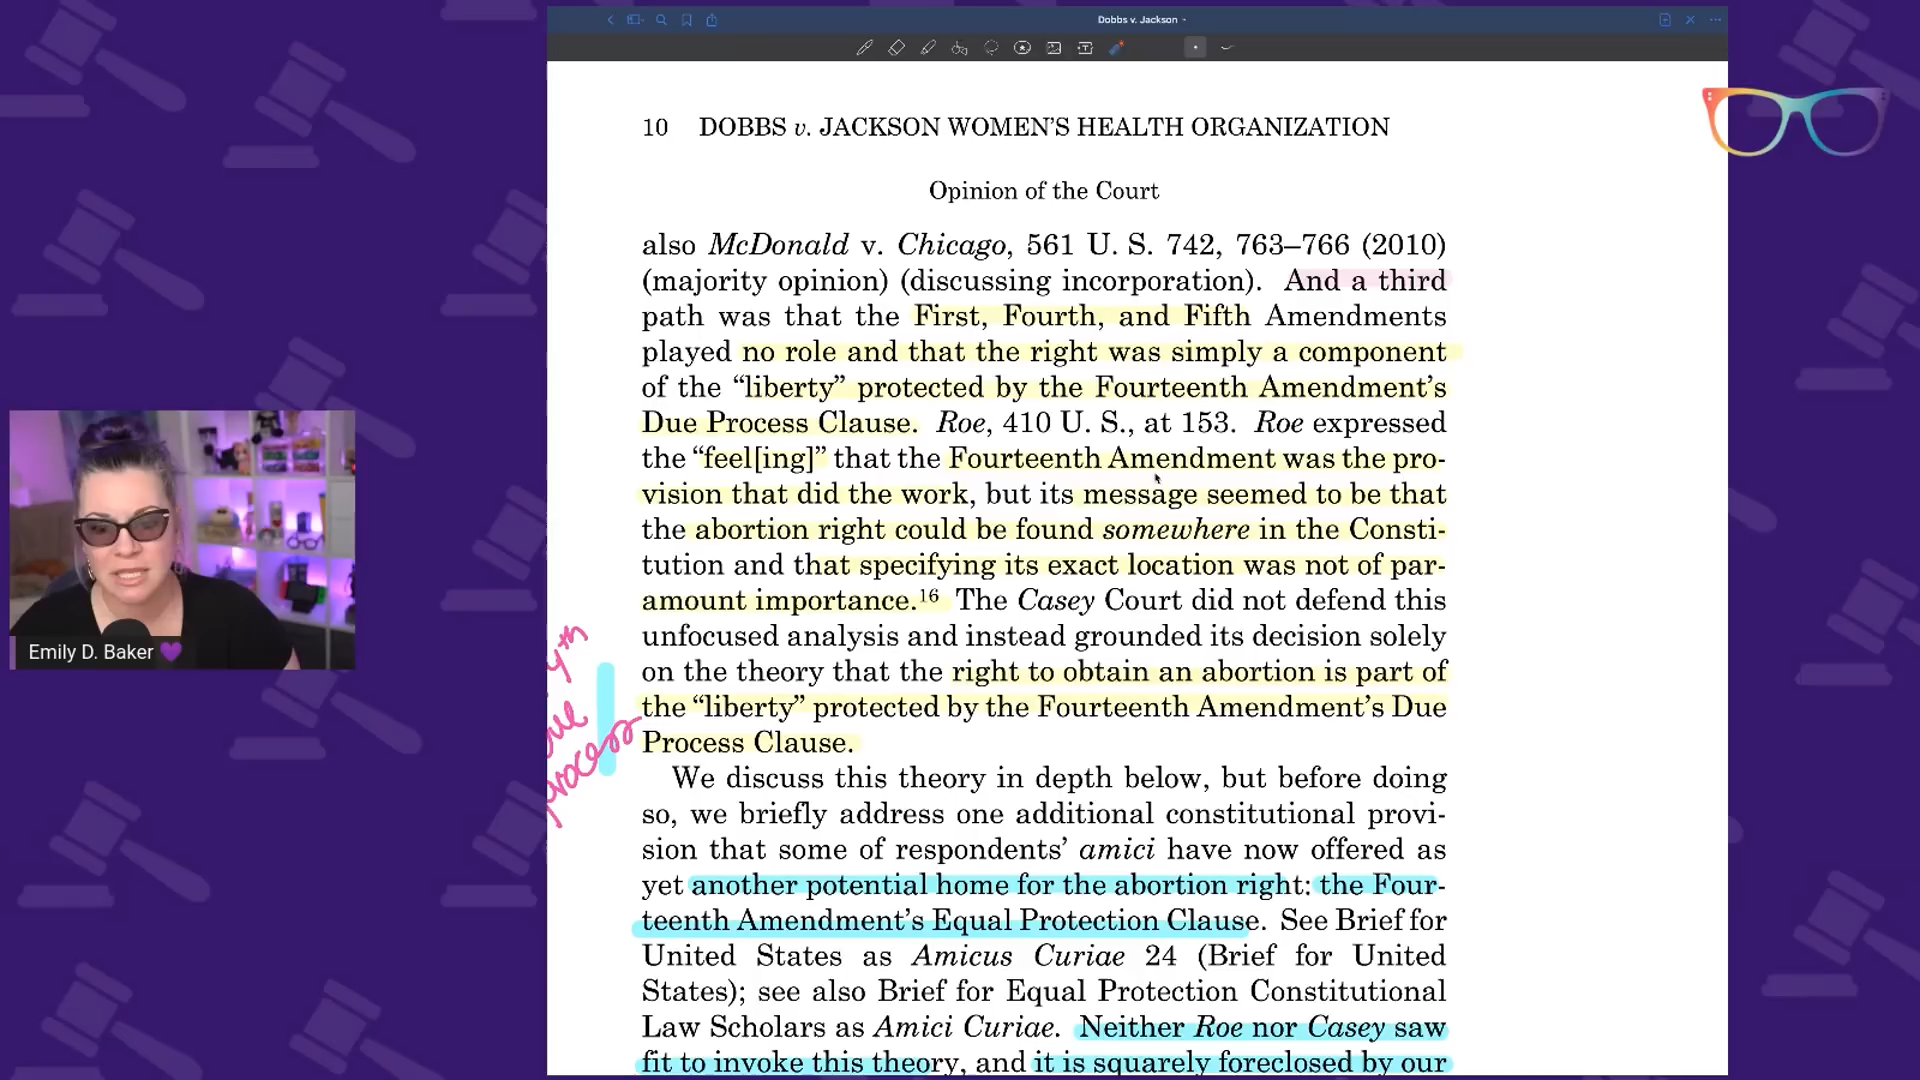 Dobbs v. Jackson
10 DOBBS v. JACKSON WOMEN'S HEALTH ORGANIZATION
Opinion of the Court
also McDonald v. Chicago, 561 U. S. 742, 763–766 (2010)
(majority opinion) (discussing incorporation). And a third
path was that the First, Fourth, and Fifth Amendments
played no role and that the right was simply a component
of the “liberty” protected by the Fourteenth Amendment’s
Due Process Clause. Roe, 410 U. S., at 153. Roe expressed
the “feel[ing]” that the Fourteenth Amendment was the pro-
vision that did the work, but its message seemed to be that
the abortion right could be found somewhere in the Consti-
tution and that specifying its exact location was not of par-
amount importance.16 The Casey Court did not defend this
unfocused analysis and instead grounded its decision solely
on the theory that the right to obtain an abortion is part of
the “liberty” protected by the Fourteenth Amendment’s Due
Process Clause.
We discuss this theory in depth below, but before doing
so, we briefly address one additional constitutional provi-
sion that some of respondents’ amici have now offered as
yet another potential home for the abortion right: the Four-
teenth Amendment’s Equal Protection Clause. See Brief for
United States as Amicus Curiae 24 (Brief for United
States); see also Brief for Equal Protection Constitutional
Law Scholars as Amici Curiae. Neither Roe nor Casey saw
fit to invoke this theory, and it is squarely foreclosed by our
process
Emily D. Baker 💜